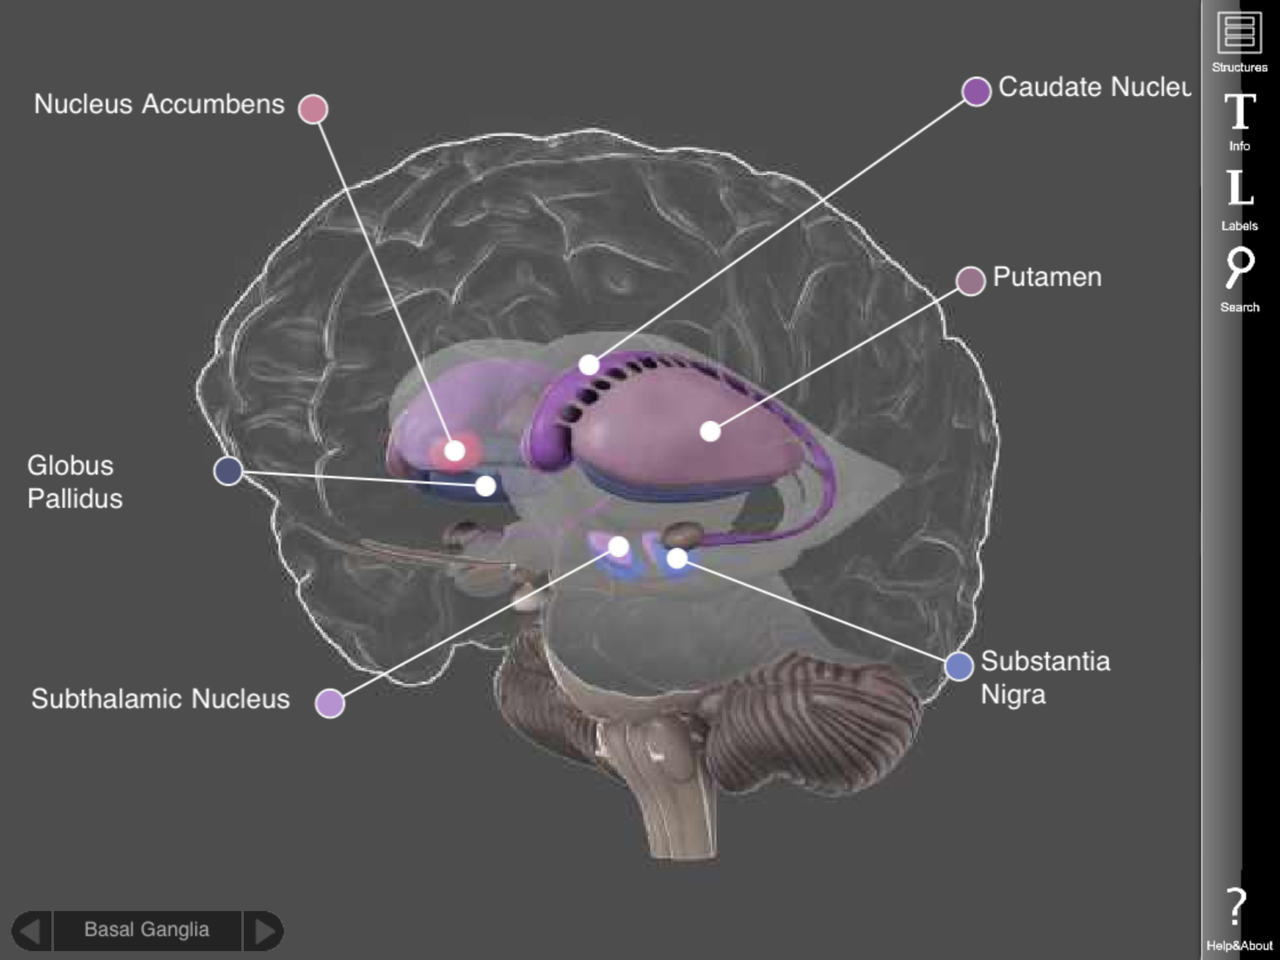 Nucleus Accumbens
Caudate Nucleu
Putamen
Globus
Pallidus
Subthalamic Nucleus
Substantia
Nigra
Basal Ganglia
Structures
T
Info
L
Labels
Search
?
Help&About